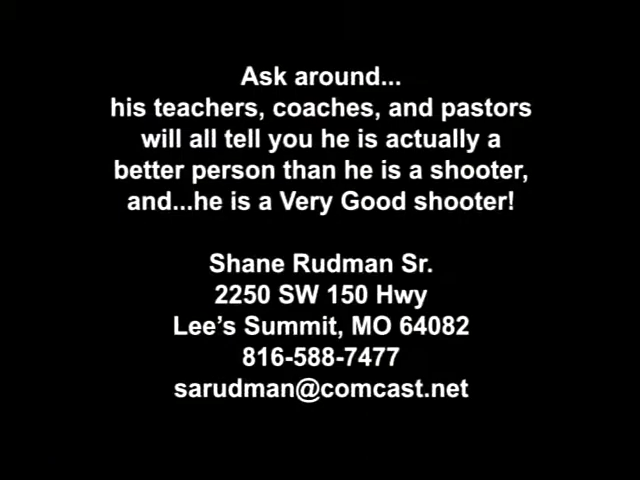 Ask around...
his teachers, coaches, and pastors
will all tell you he is actually a
better person than he is a shooter,
and...he is a Very Good shooter!
Shane Rudman Sr.
2250 SW 150 Hwy
Lee's Summit, MO 64082
816-588-7477
sarudman@comcast.net